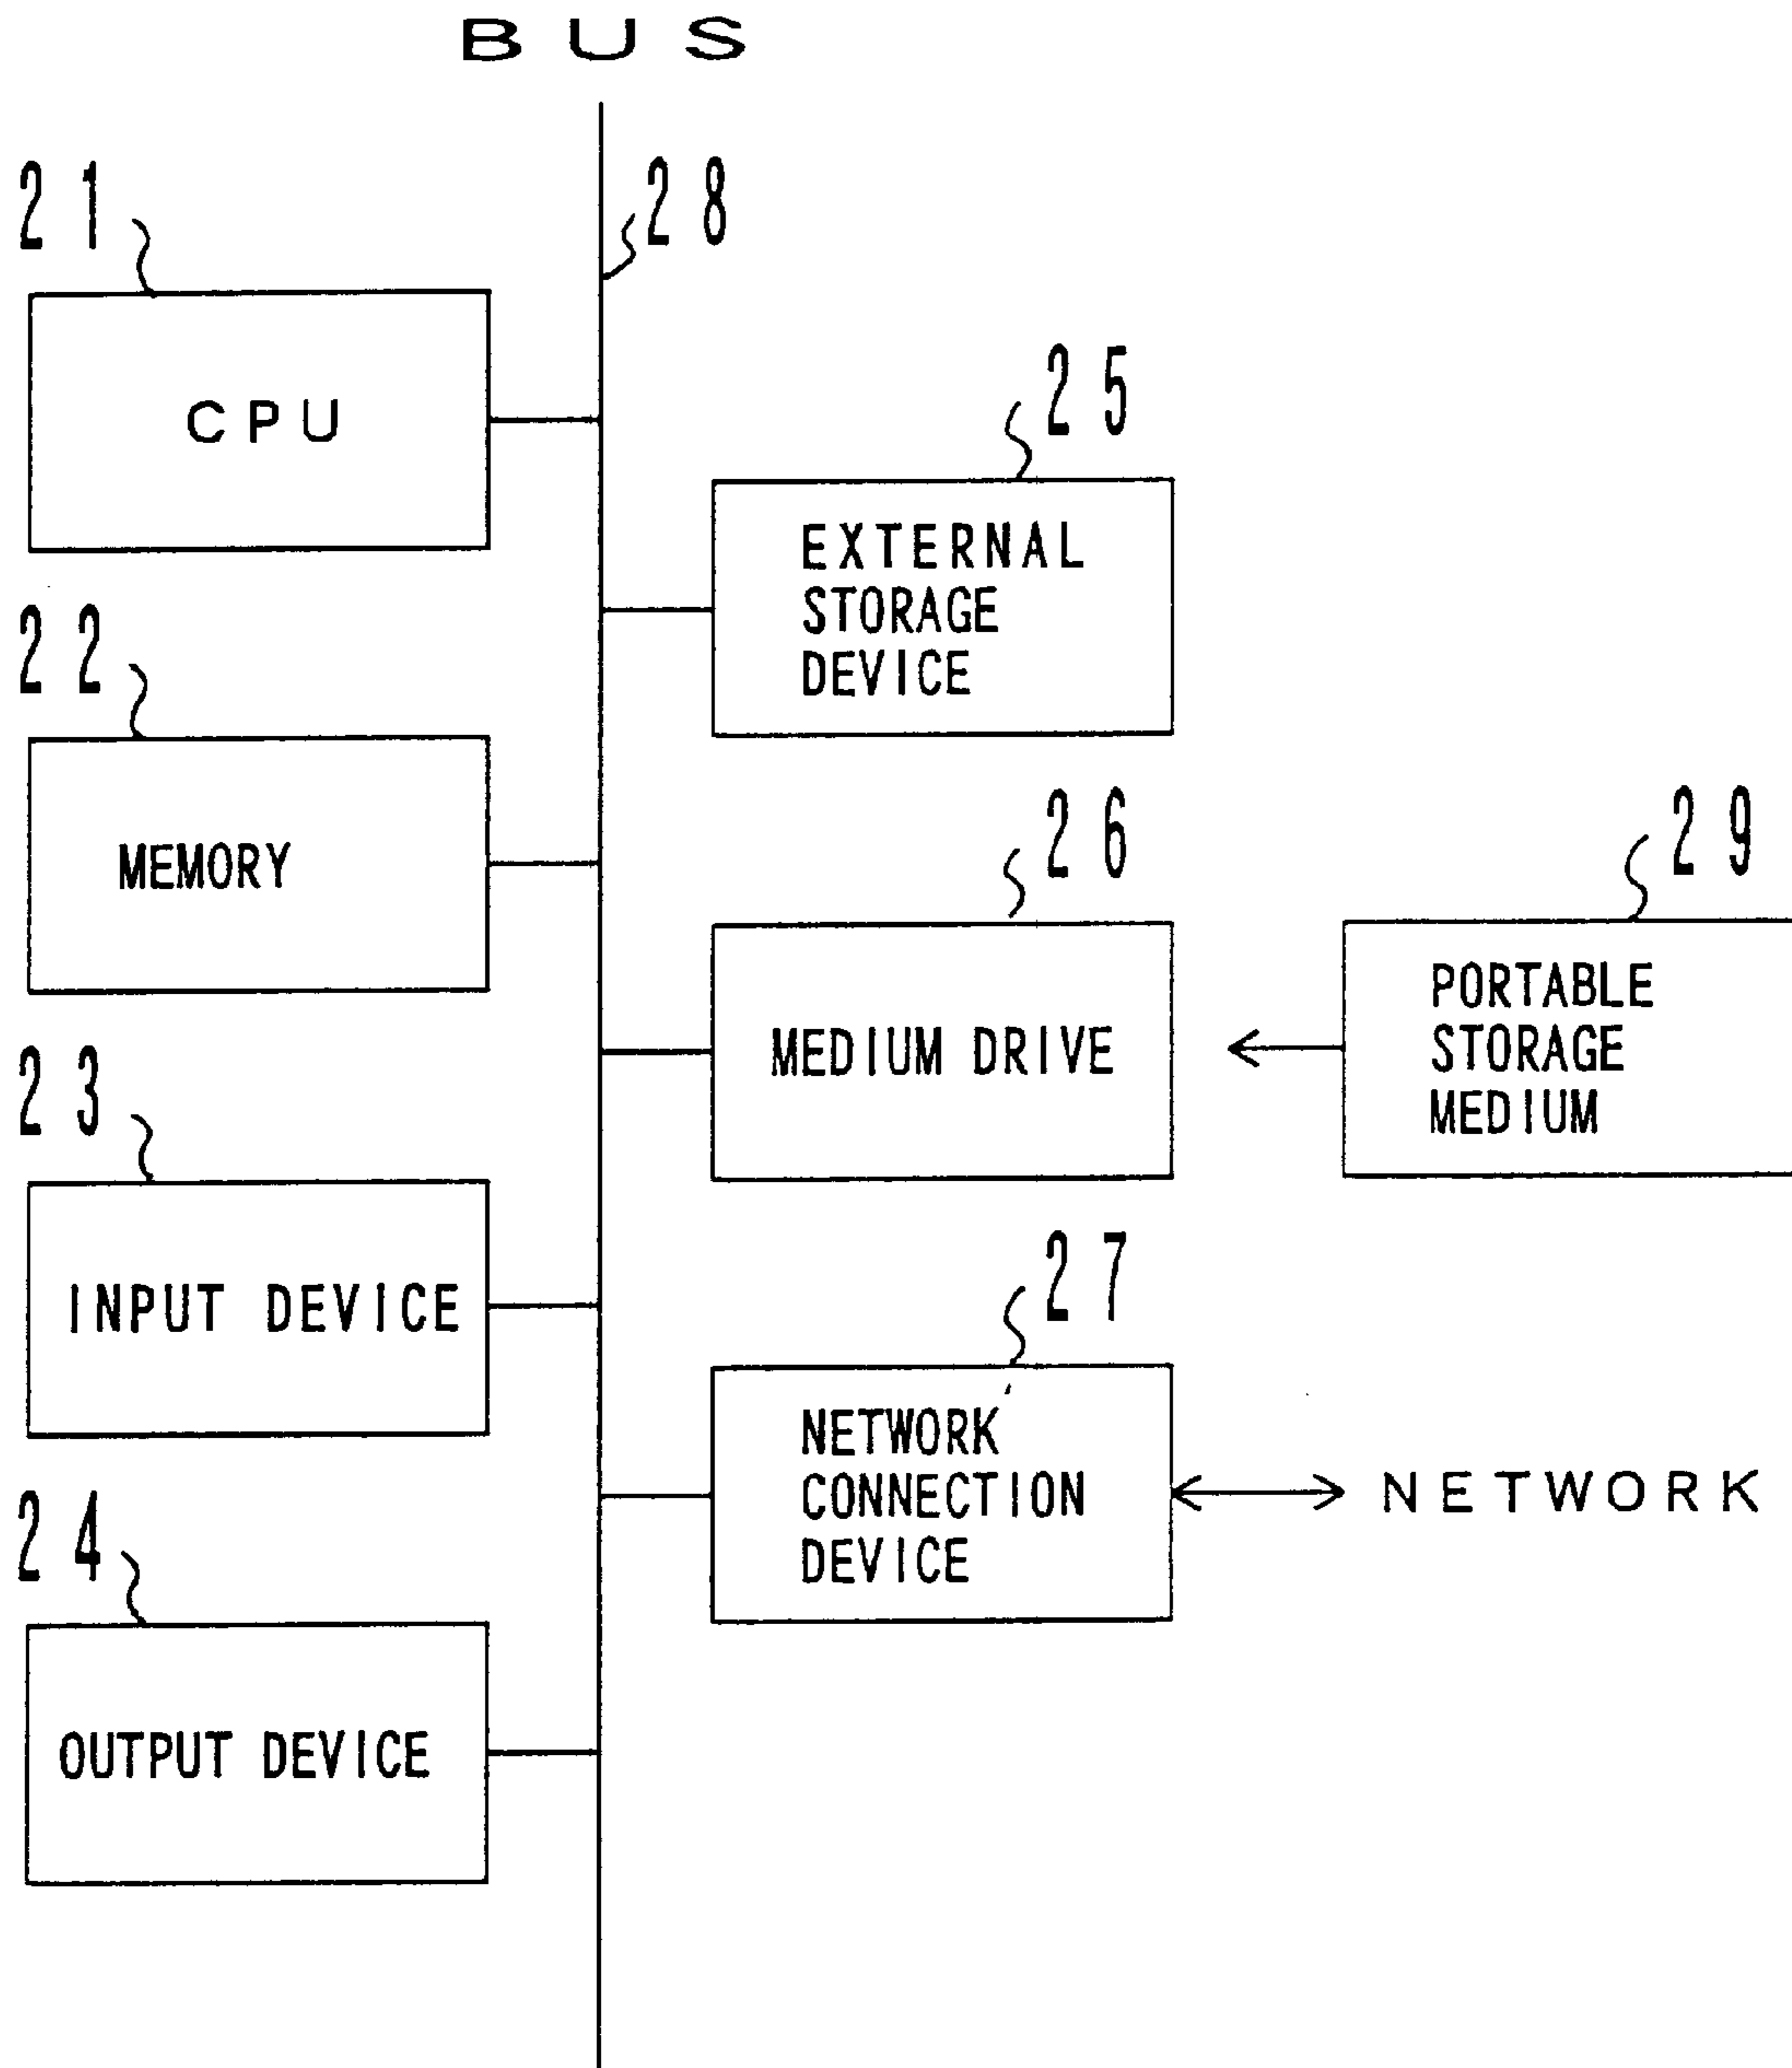 BUS
21
28
CPU
25
EXTERNAL
STORAGE
DEVICE
22
MEMORY
26
MEDIUM DRIVE
29
PORTABLE
STORAGE
MEDIUM
23
INPUT DEVICE
27
NETWORK
CONNECTION
DEVICE
NETWORK
24
OUTPUT DEVICE